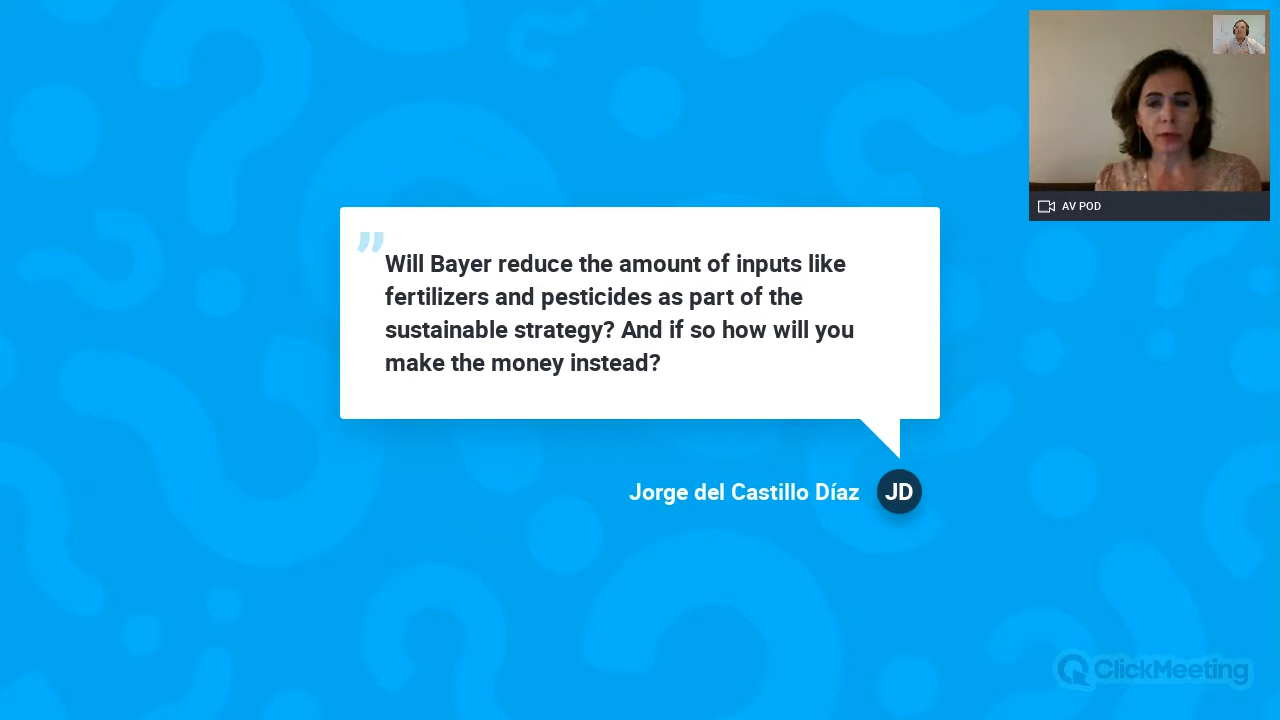 AV POD
”
Will Bayer reduce the amount of inputs like
fertilizers and pesticides as part of the
sustainable strategy? And if so how will you
make the money instead?
Jorge del Castillo Díaz
JD
ClickMeeting